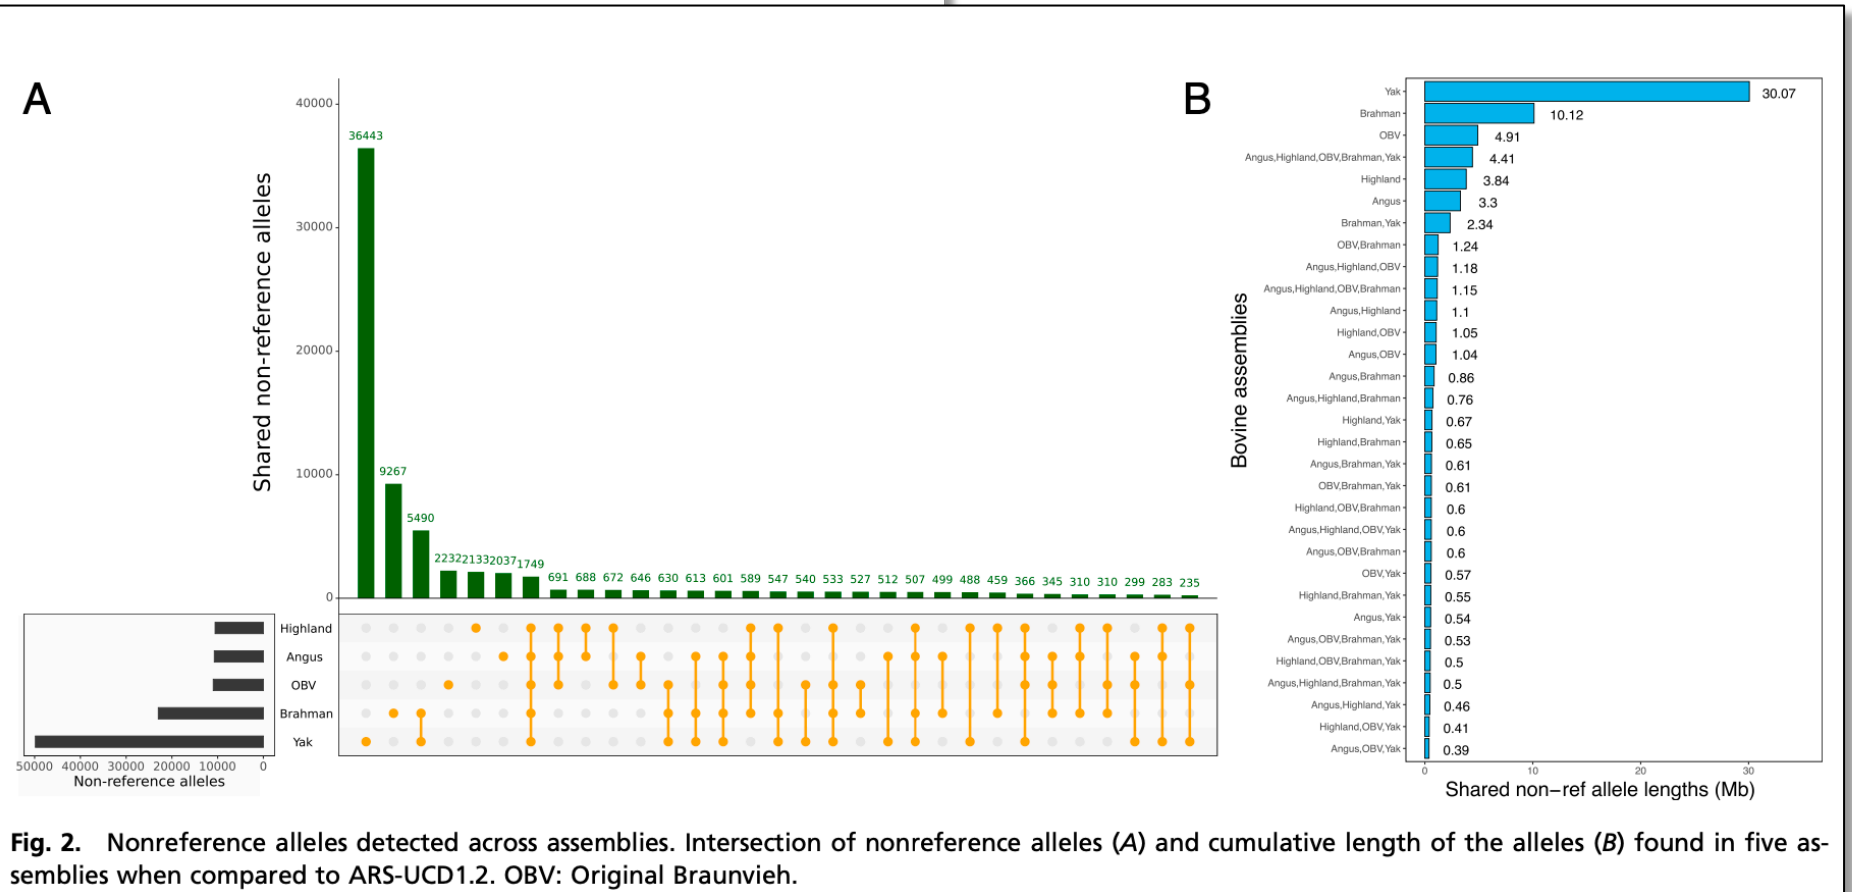 A
40000
30000
20000
10000
0
Shared non-reference alleles
36443
9267
5490
2232
2133
2037
1749
691
688
672
646
630
613
601
589
547
540
533
527
512
507
499
488
459
366
345
310
310
299
283
235
Highland
Angus
OBV
Brahman
Yak
50000 40000 30000 20000 10000 0
Non-reference alleles
B
Bovine assemblies
Yak 30.07
Brahman 10.12
OBV 4.91
Angus,Highland,OBV,Brahman,Yak 4.41
Highland 3.84
Angus 3.3
Brahman,Yak 2.34
OBV,Brahman 1.24
Angus,Highland,OBV 1.18
Angus,Highland,OBV,Brahman 1.15
Angus,Highland 1.1
Highland,OBV 1.05
Angus,OBV 1.04
Angus,Brahman 0.86
Angus,Highland,Brahman 0.76
Highland,Yak 0.67
Highland,Brahman 0.65
Angus,Brahman,Yak 0.61
OBV,Brahman,Yak 0.61
Highland,OBV,Brahman 0.6
Angus,Highland,OBV,Yak 0.6
Angus,OBV,Brahman 0.6
OBV,Yak 0.57
Highland,Brahman,Yak 0.55
Angus,Yak 0.54
Angus,OBV,Brahman,Yak 0.53
Highland,OBV,Brahman,Yak 0.5
Angus,Highland,Brahman,Yak 0.5
Angus,Highland,Yak 0.46
Highland,OBV,Yak 0.41
Angus,OBV,Yak 0.39
0 10 20 30
Shared non−ref allele lengths (Mb)
Fig. 2. Nonreference alleles detected across assemblies. Intersection of nonreference alleles (A) and cumulative length of the alleles (B) found in five as-
semblies when compared to ARS-UCD1.2. OBV: Original Braunvieh.